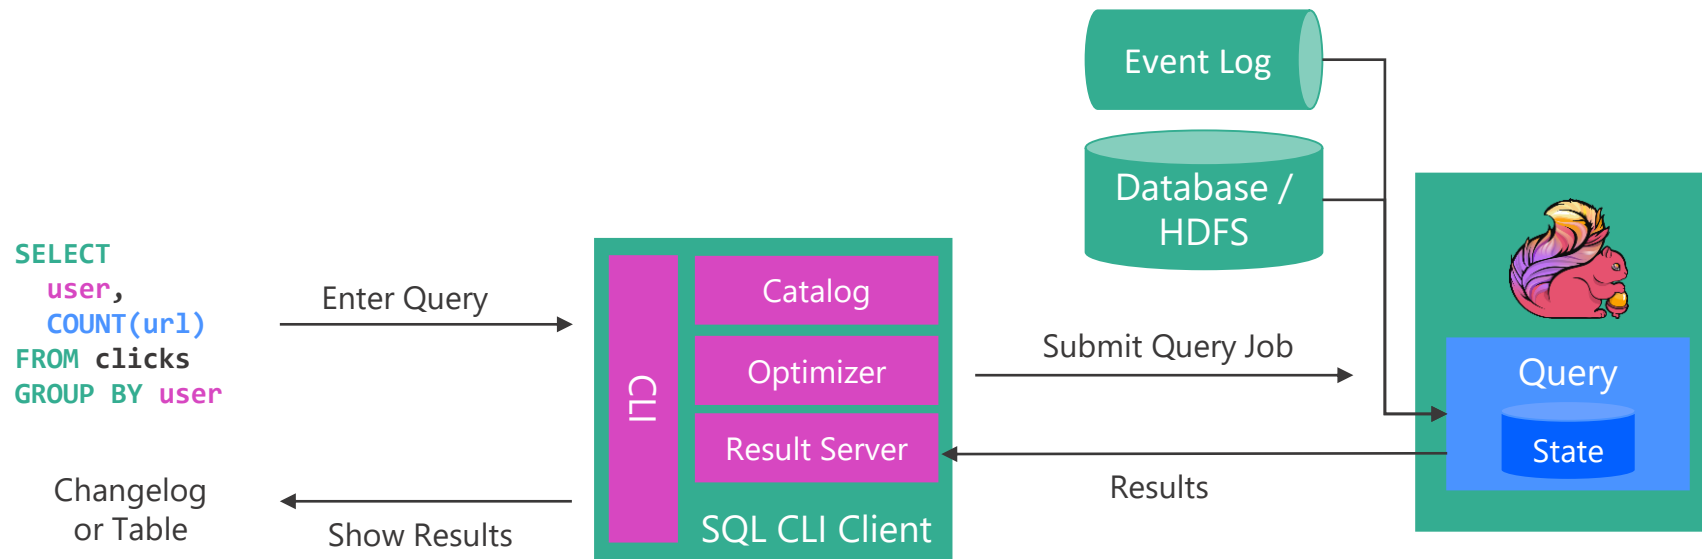 SELECT
user,
COUNT(url)
FROM clicks
GROUP BY user
Changelog
or Table
Enter Query
Show Results
CLI
Catalog
Optimizer
Result Server
SQL CLI Client
Submit Query Job
Results
Event Log
Database /
HDFS
Query
State